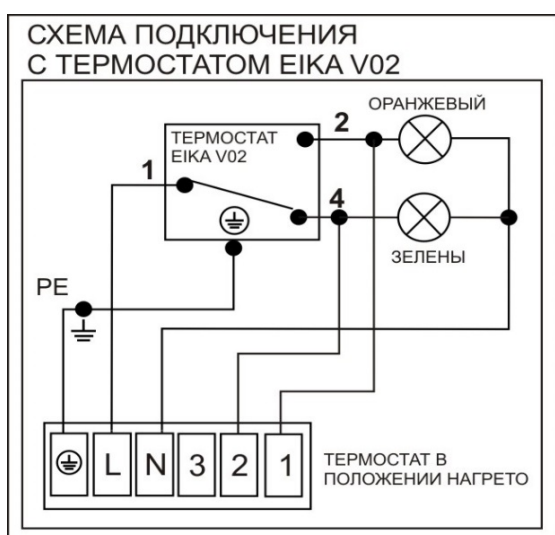 СХЕМА ПОДКЛЮЧЕНИЯ
С ТЕРМОСТАТОМ EIKA V02
ОРАНЖЕВЫЙ
2
ТЕРМОСТАТ
EIKA V02
1
4
ЗЕЛЕНЫ
PE
L N 3 2 1
ТЕРМОСТАТ В
ПОЛОЖЕНИИ НАГРЕТО